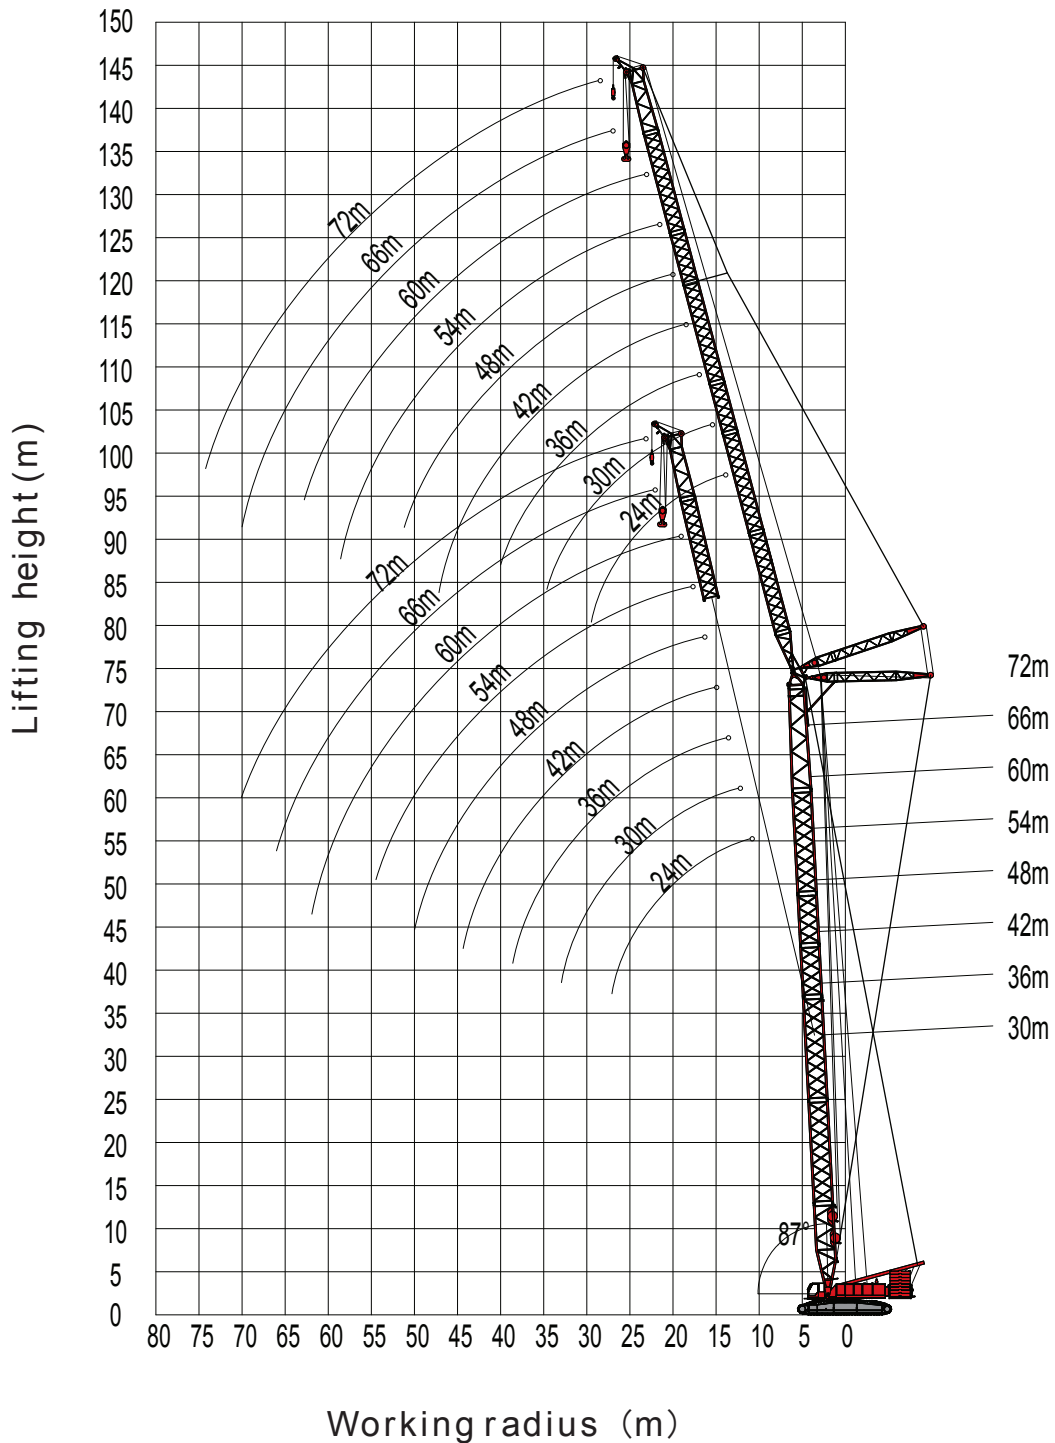 150
145
140
135
130
125
120
115
110
105
100
95
90
85
80
75
70
65
60
55
50
45
40
35
30
25
20
15
10
5
0
Lifting height (m)
72m
66m
60m
54m
48m
42m
36m
30m
24m
72m
66m
60m
54m
48m
42m
36m
30m
24m
72m
66m
60m
54m
48m
42m
36m
30m
87°
80 75 70 65 60 55 50 45 40 35 30 25 20 15 10 5 0
Working radius (m)